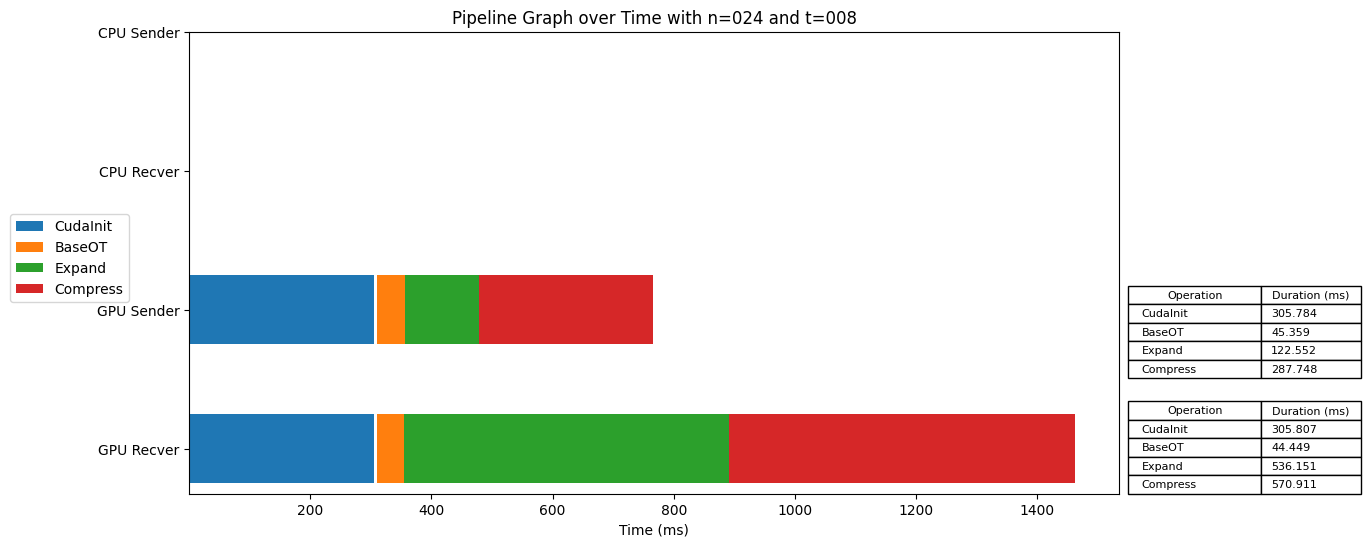 Pipeline Graph over Time with n=024 and t=008
CPU Sender
CPU Recver
GPU Sender
GPU Recver
CudaInit
BaseOT
Expand
Compress
200 400 600 800 1000 1200 1400
Time (ms)
Operation Duration (ms)
CudaInit 305.784
BaseOT 45.359
Expand 122.552
Compress 287.748
Operation Duration (ms)
CudaInit 305.807
BaseOT 44.449
Expand 536.151
Compress 570.911